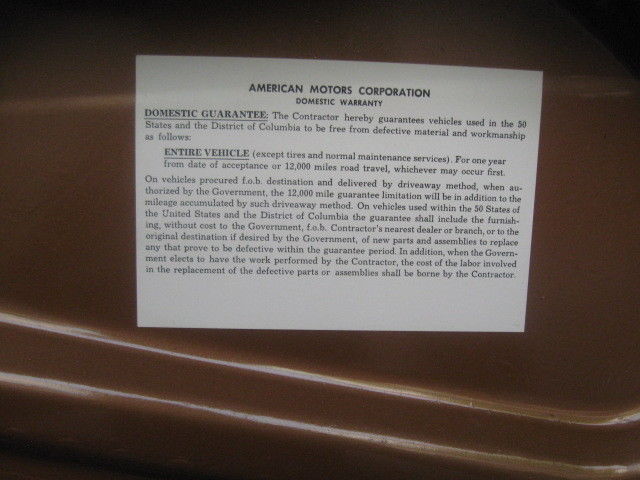 AMERICAN MOTORS CORPORATION
DOMESTIC WARRANTY
DOMESTIC GUARANTEE: The Contractor hereby guarantees vehicles used in the 50
States and the District of Columbia to be free from defective material and workmanship
as follows:
ENTIRE VEHICLE (except tires and normal maintenance services). For one year
from date of acceptance or 12,000 miles road travel, whichever may occur first.
On vehicles procured f.o.b. destination and delivered by driveaway method, when au-
thorized by the Government, the 12,000 mile guarantee limitation will be in addition to the
mileage accumulated by such driveaway method. On vehicles used within the 50 States of
the United States and the District of Columbia the guarantee shall include the furnish-
ing, without cost to the Government, f.o.b. Contractor's nearest dealer or branch, or to the
original destination if desired by the Government, of new parts and assemblies to replace
any that prove to be defective within the guarantee period. In addition, when the Govern-
ment elects to have the work performed by the Contractor, the cost of the labor involved
in the replacement of the defective parts or assemblies shall be borne by the Contractor.